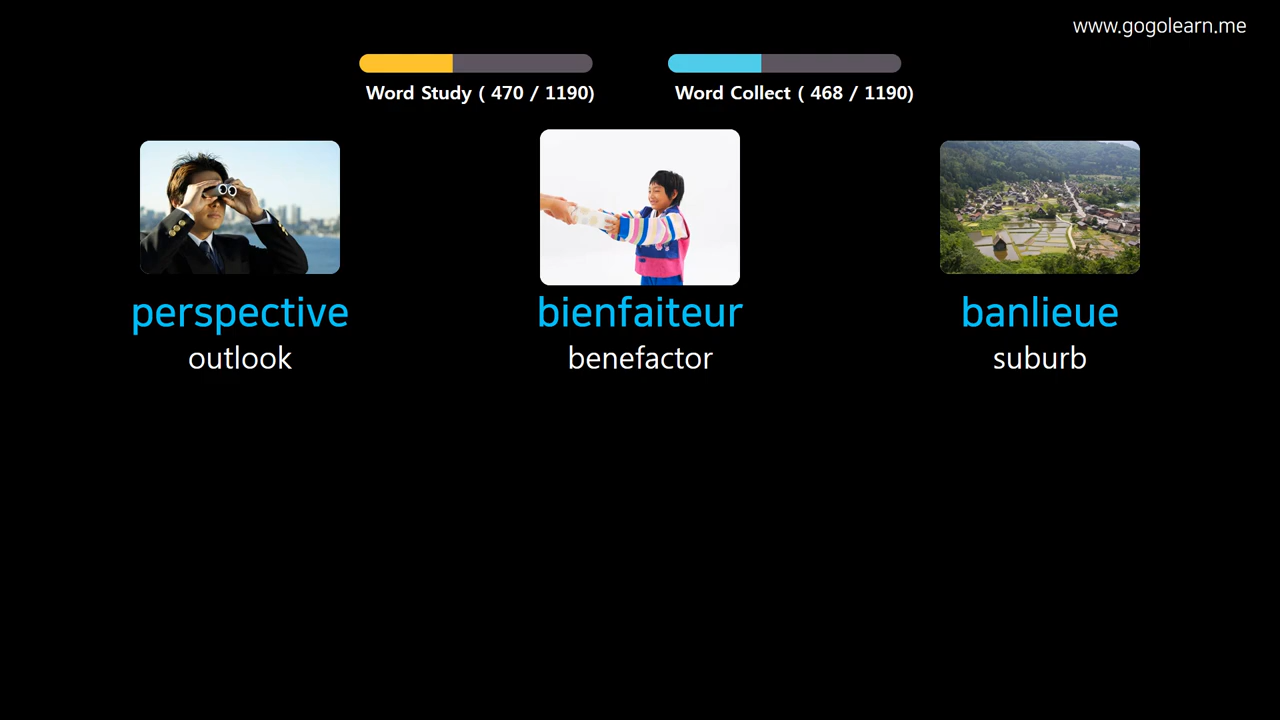 www.gogolearn.me
Word Study ( 470 / 1190)
Word Collect ( 468 / 1190)
perspective
outlook
bienfaiteur
benefactor
banlieue
suburb